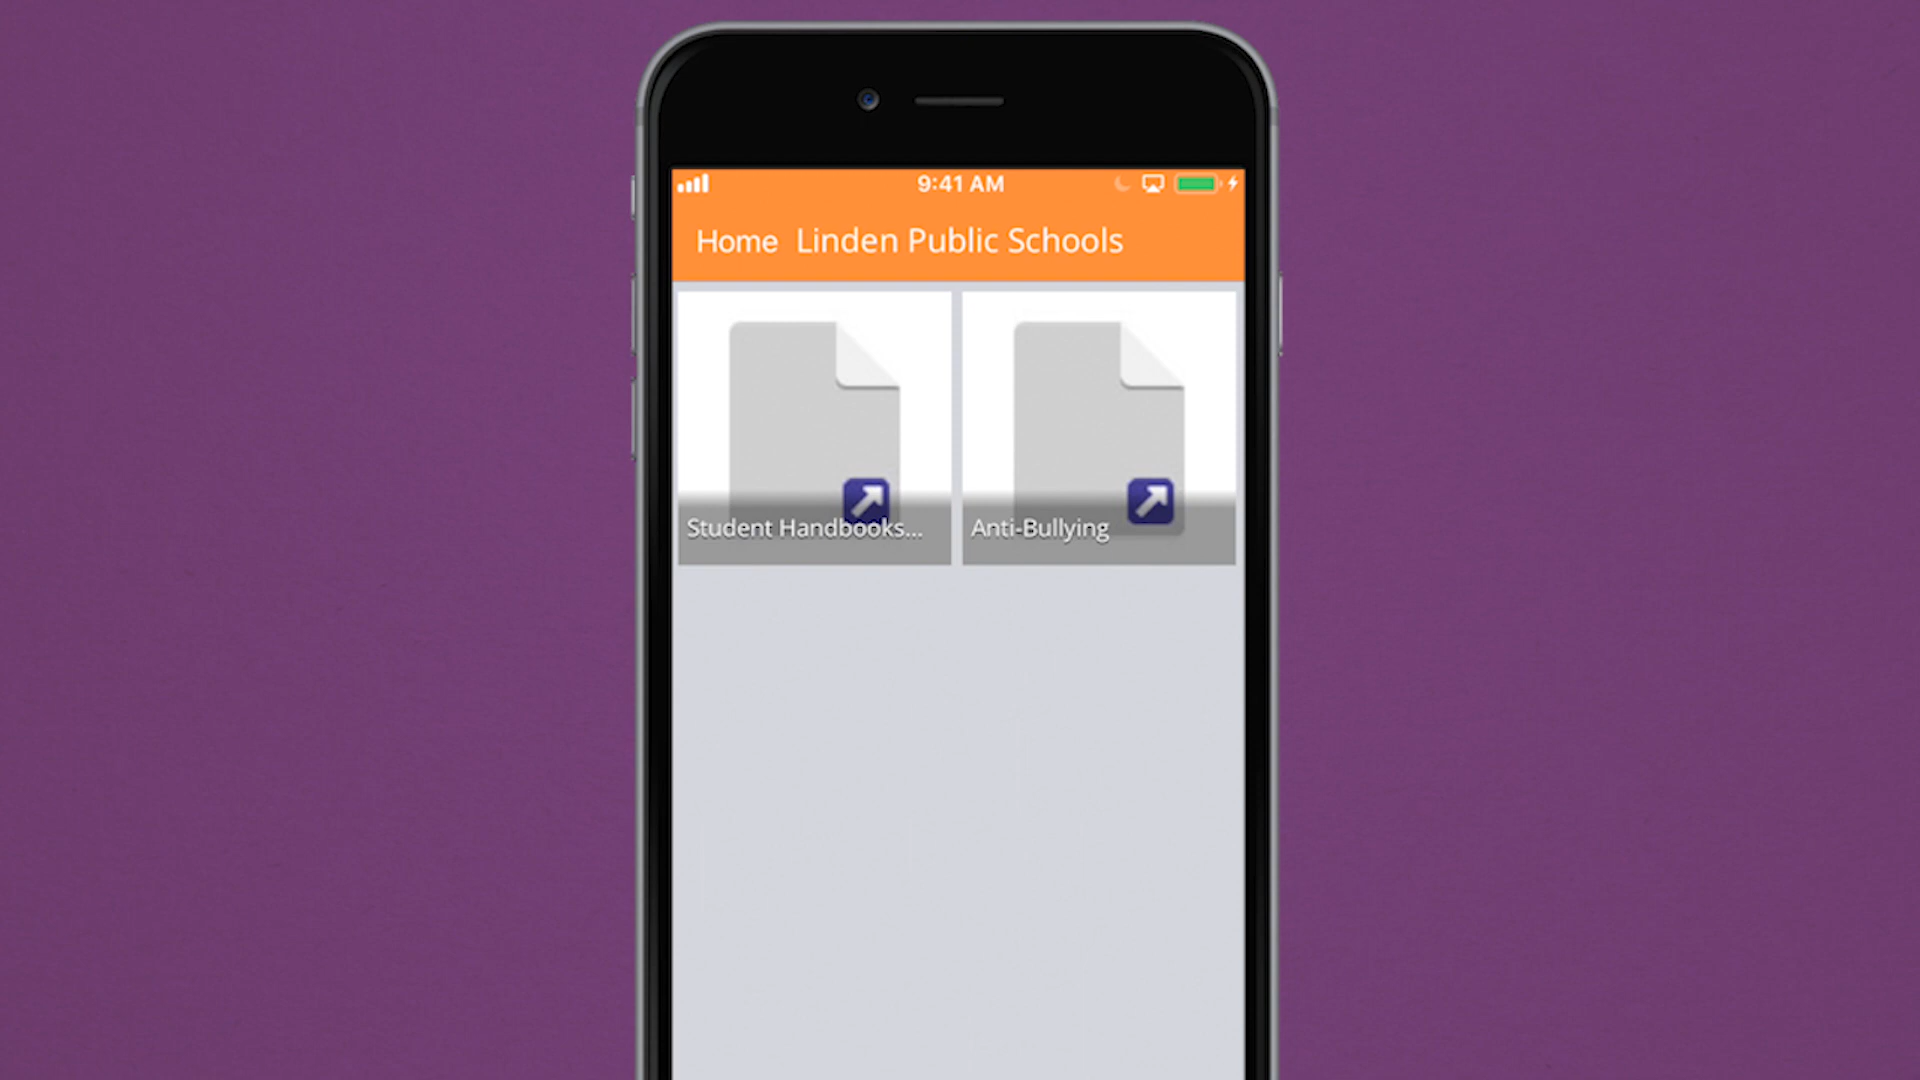 9:41 AM
Home Linden Public Schools
Student Handbooks...
Anti-Bullying